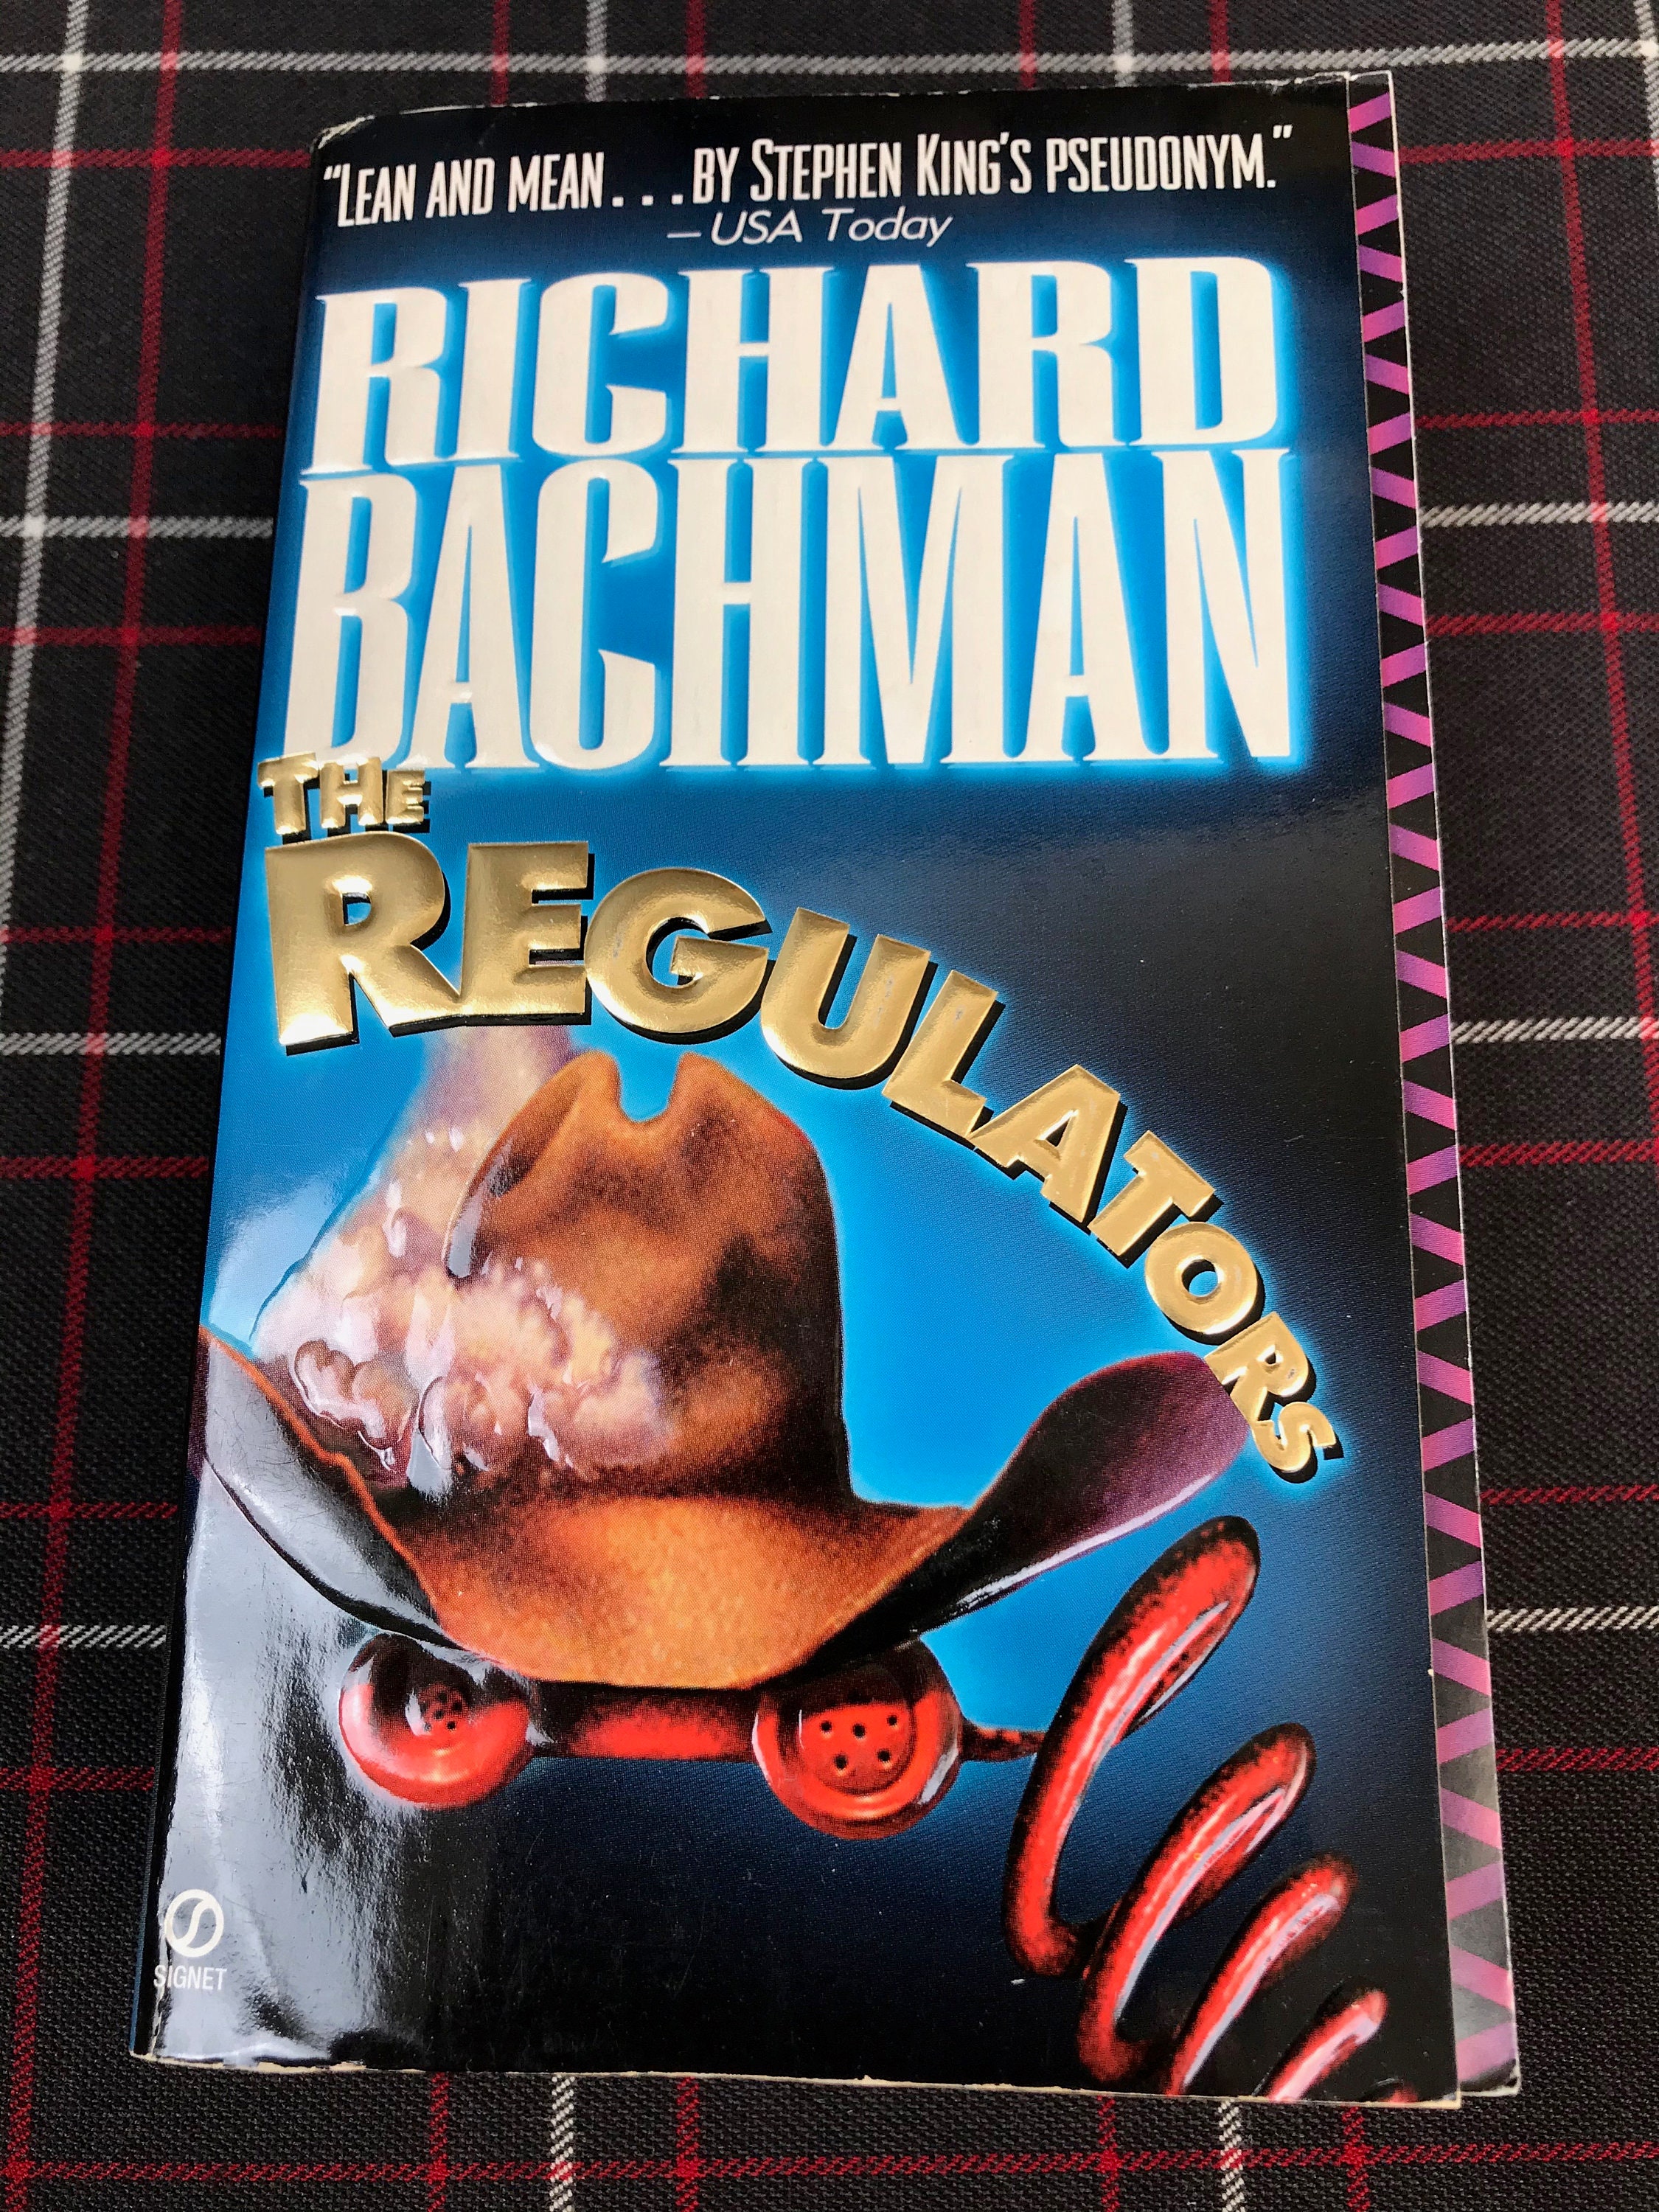 "LEAN AND MEAN . . . BY STEPHEN KING'S PSEUDONYM."
—USA Today
RICHARD
BACHMAN
THE
REGULATORS
SIGNET